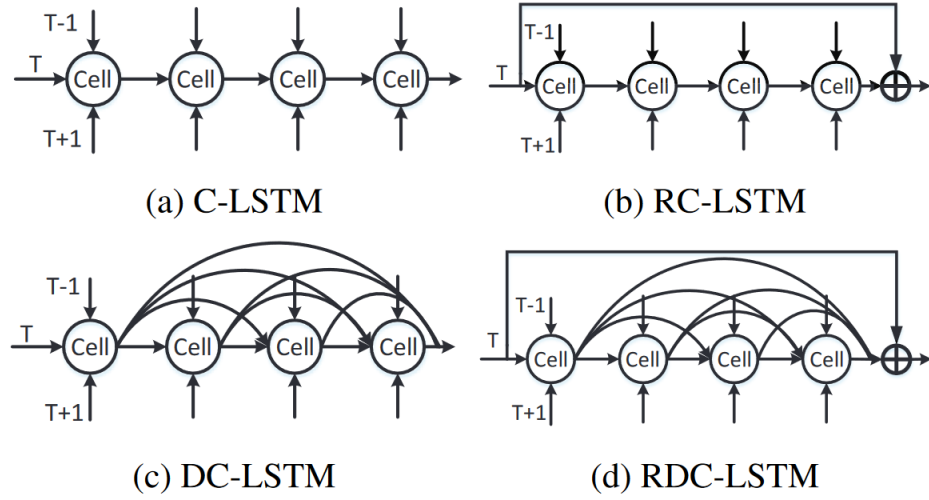 T-1
T
Cell Cell Cell Cell
T+1
(a) C-LSTM
T-1
T
Cell Cell Cell Cell
T+1
(b) RC-LSTM
T-1
T
Cell Cell Cell Cell
T+1
(c) DC-LSTM
T-1
T
Cell Cell Cell Cell
T+1
(d) RDC-LSTM